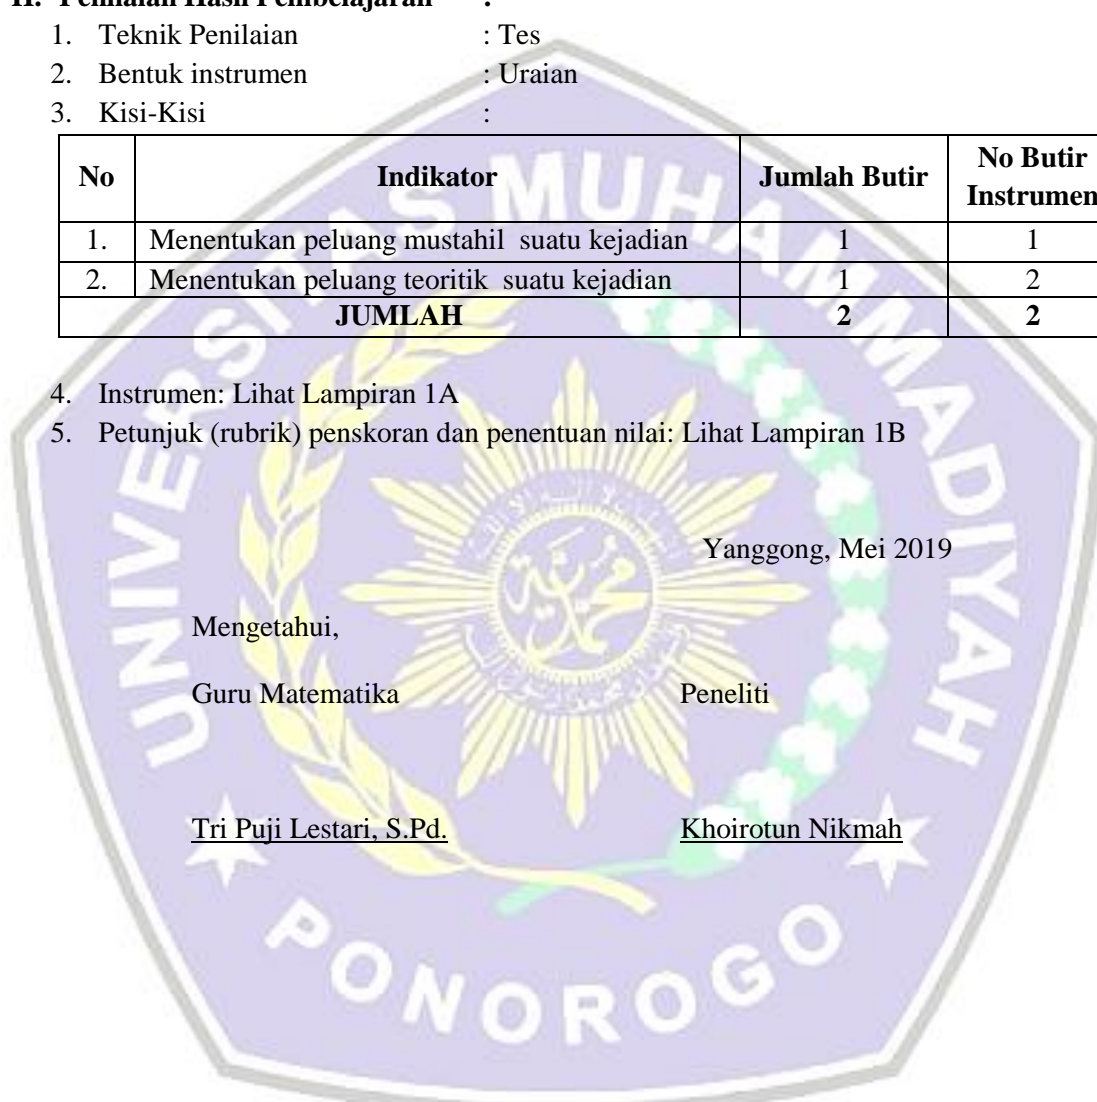 H. Penilaian Hasil Pembelajaran :
1. Teknik Penilaian : Tes
2. Bentuk instrumen : Uraian
3. Kisi-Kisi :
No Indikator Jumlah Butir No Butir Instrumen
1. Menentukan peluang mustahil suatu kejadian 1 1
2. Menentukan peluang teoritik suatu kejadian 1 2
JUMLAH 2 2
4. Instrumen: Lihat Lampiran 1A
5. Petunjuk (rubrik) penskoran dan penentuan nilai: Lihat Lampiran 1B
Yanggong, Mei 2019
Mengetahui,
Guru Matematika Peneliti
Tri Puji Lestari, S.Pd. Khoirotun Nikmah
UNIVERSITAS MUHAMMADIYAH
PONOROGO